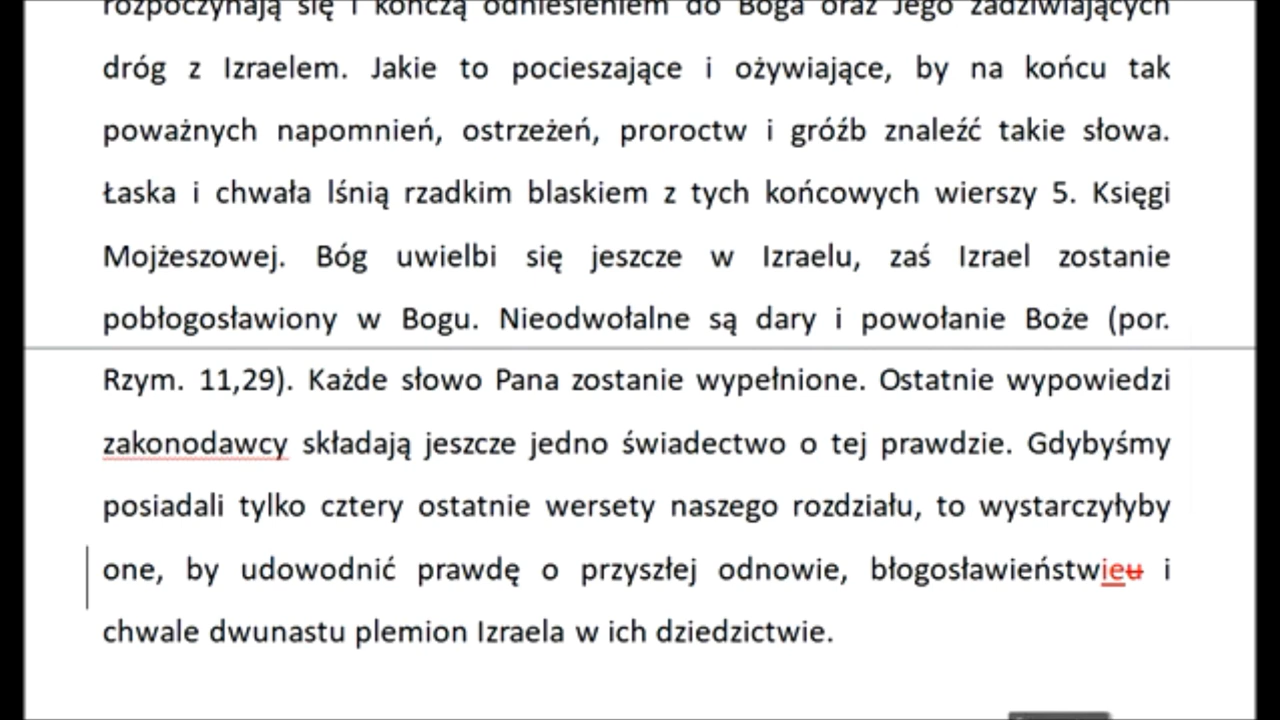 rozpoczynają się i kończą odniesieniem do Boga oraz Jego zadziwiających
dróg z Izraelem. Jakie to pocieszające i ożywiające, by na końcu tak
poważnych napomnień, ostrzeżeń, proroctw i gróźb znaleźć takie słowa.
Łaska i chwała lśnią rzadkim blaskiem z tych końcowych wierszy 5. Księgi
Mojżeszowej. Bóg uwielbi się jeszcze w Izraelu, zaś Izrael zostanie
pobłogosławiony w Bogu. Nieodwołalne są dary i powołanie Boże (por.
Rzym. 11,29). Każde słowo Pana zostanie wypełnione. Ostatnie wypowiedzi
zakonodawcy składają jeszcze jedno świadectwo o tej prawdzie. Gdybyśmy
posiadali tylko cztery ostatnie wersety naszego rozdziału, to wystarczyłyby
one, by udowodnić prawdę o przyszłej odnowie, błogosławieństwieu i
chwale dwunastu plemion Izraela w ich dziedzictwie.